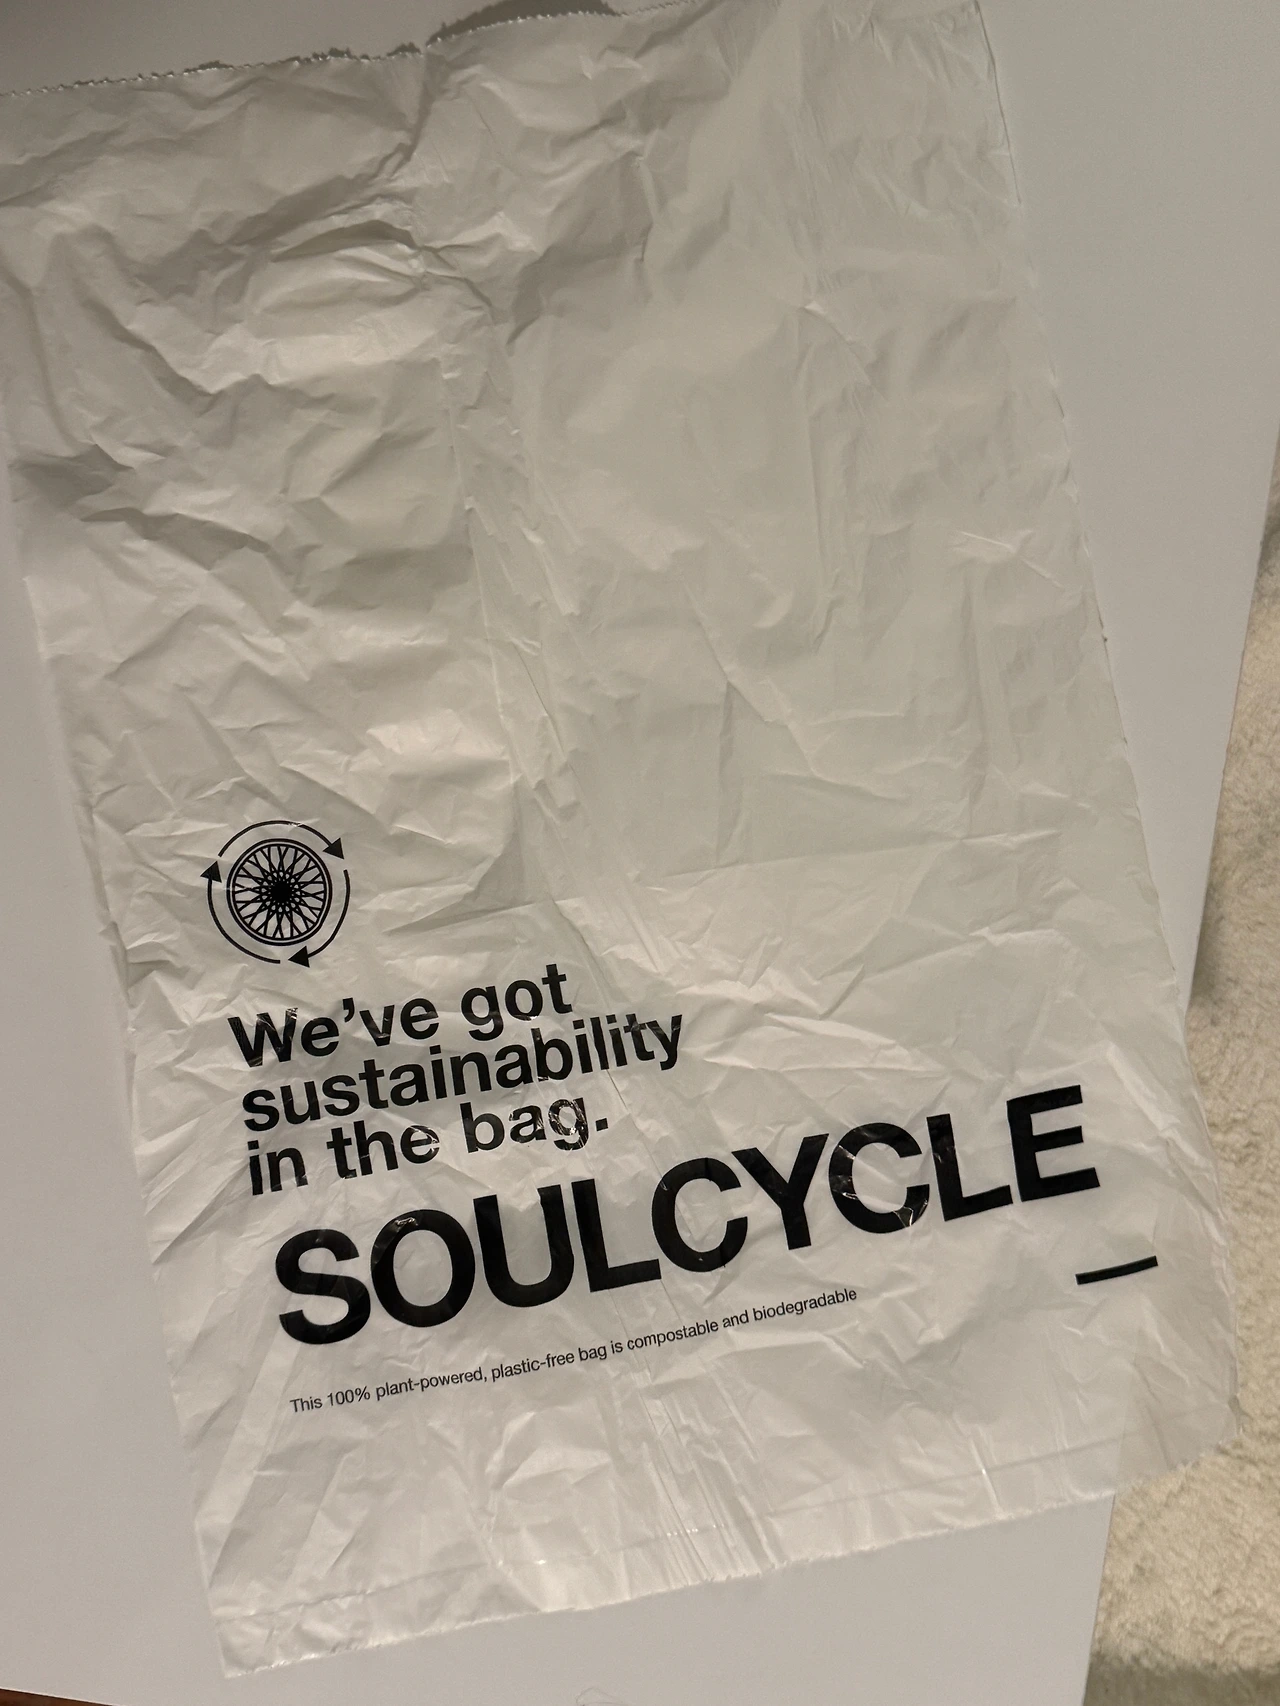 We've got
sustainability
in the bag.
SOULCYCLE
This 100% plant-powered, plastic-free bag is compostable and biodegradable